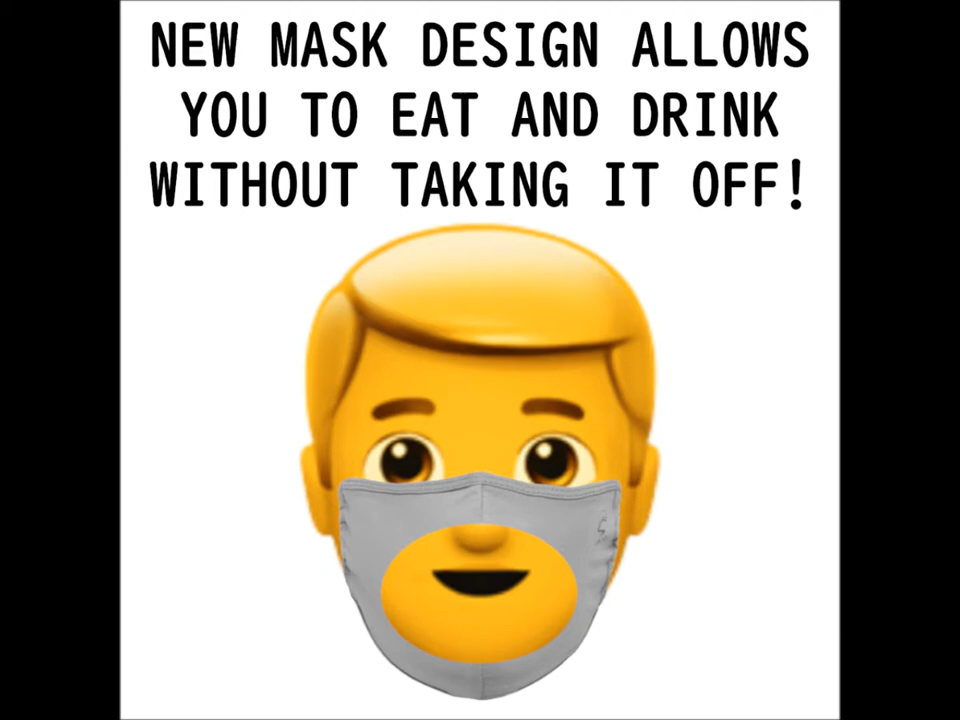 NEW MASK DESIGN ALLOWS
YOU TO EAT AND DRINK
WITHOUT TAKING IT OFF!